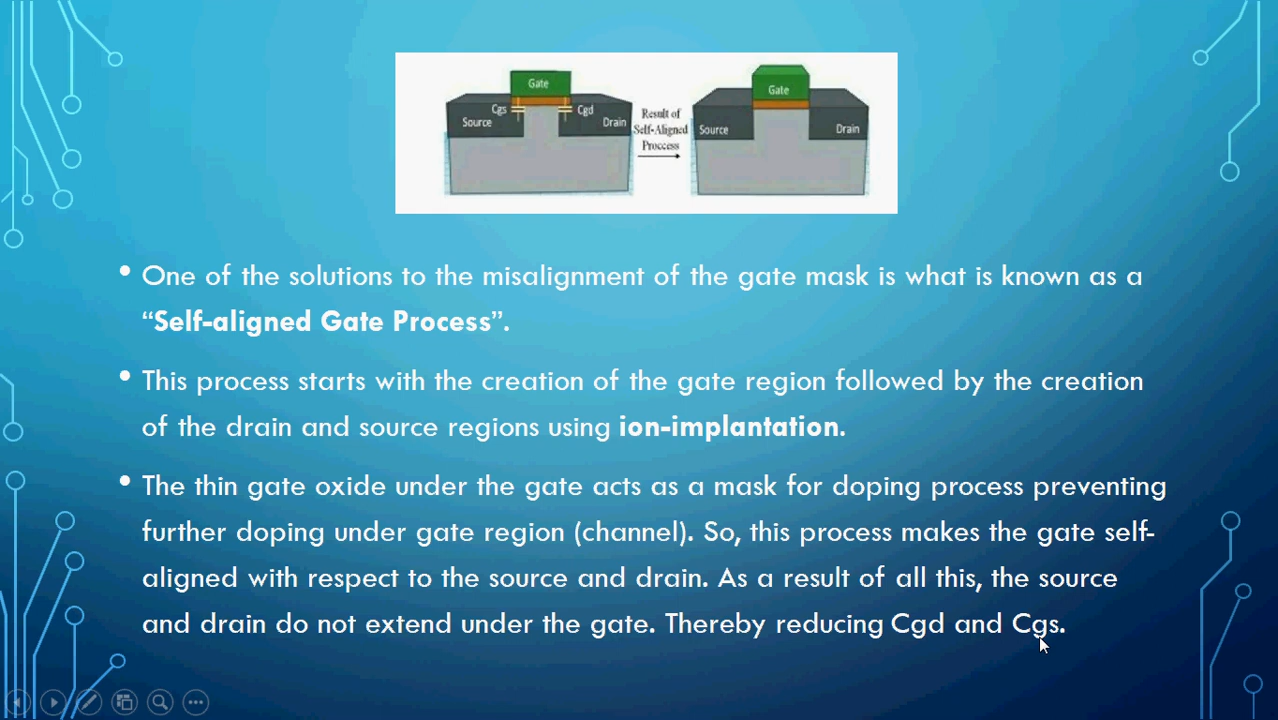 Gate
Cgs
Cgd
Source
Drain
Result of
Self-Aligned
Proccess
Gate
Source
Drain
• One of the solutions to the misalignment of the gate mask is what is known as a
“Self-aligned Gate Process”.
• This process starts with the creation of the gate region followed by the creation
of the drain and source regions using ion-implantation.
• The thin gate oxide under the gate acts as a mask for doping process preventing
further doping under gate region (channel). So, this process makes the gate self-
aligned with respect to the source and drain. As a result of all this, the source
and drain do not extend under the gate. Thereby reducing Cgd and Cgs.